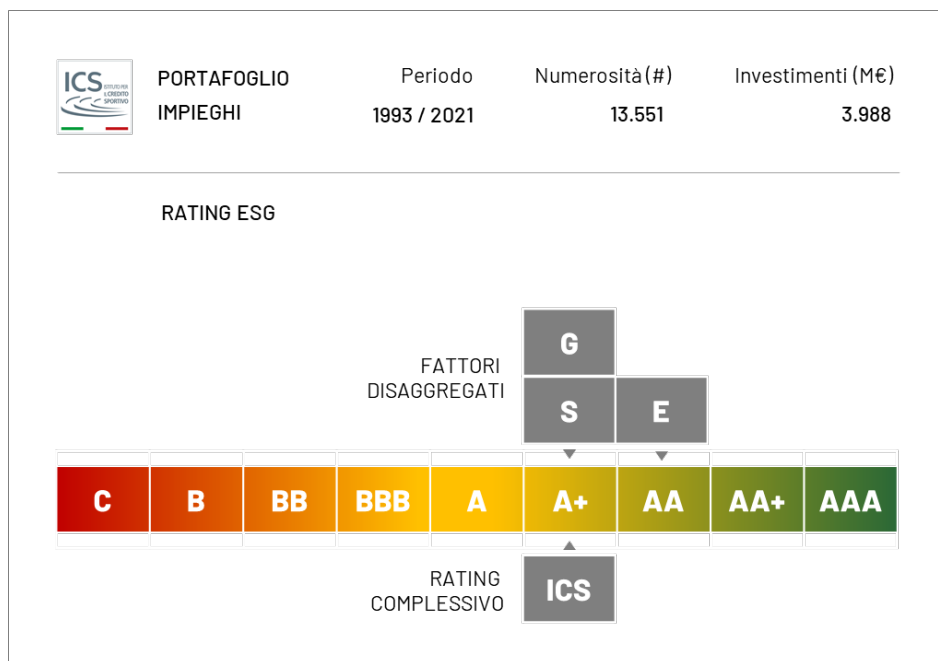 ICS
ISTITUTO PER
IL CREDITO
SPORTIVO
PORTAFOGLIO
IMPIEGHI
Periodo
1993 / 2021
Numerosità (#)
13.551
Investimenti (M€)
3.988
RATING ESG
FATTORI
DISAGGREGATI
G
S
E
C
B
BB
BBB
A
A+
AA
AA+
AAA
RATING
COMPLESSIVO
ICS